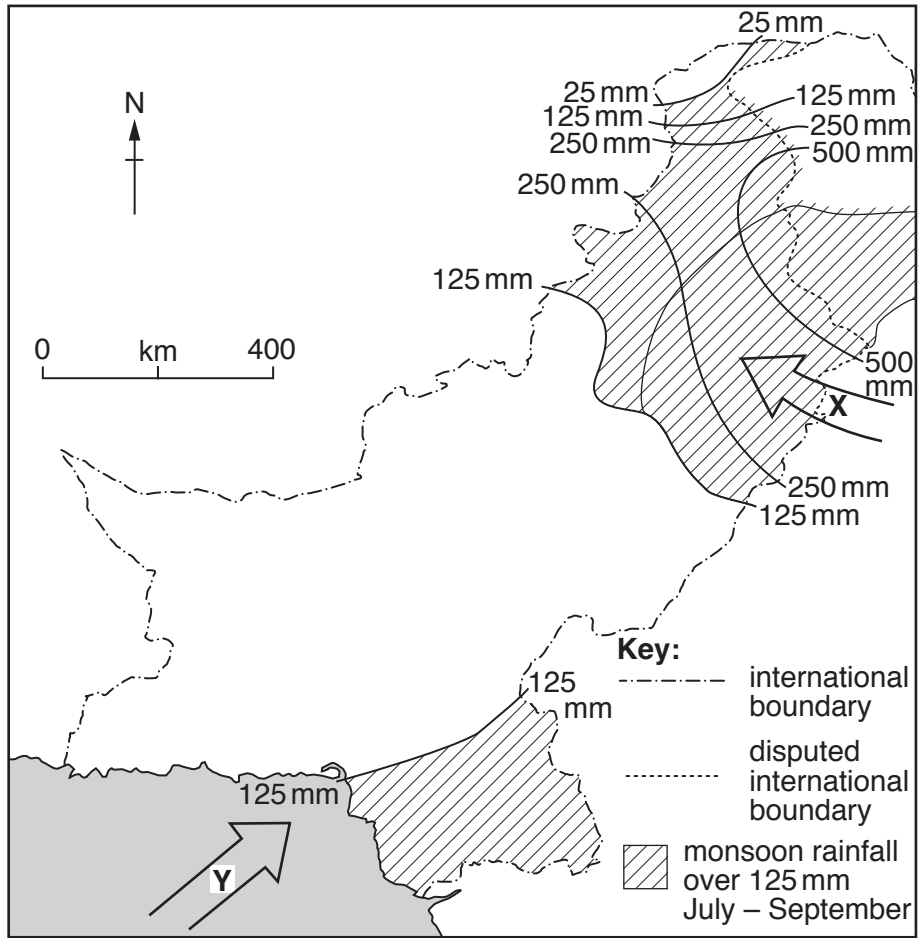 25 mm
N
25 mm
125 mm
125 mm
250 mm
250 mm
500 mm
250 mm
125 mm
0 km 400
500
mm
X
250 mm
125 mm
Key:
125
mm
international
boundary
disputed
international
boundary
125 mm
monsoon rainfall
over 125 mm
July – September
Y